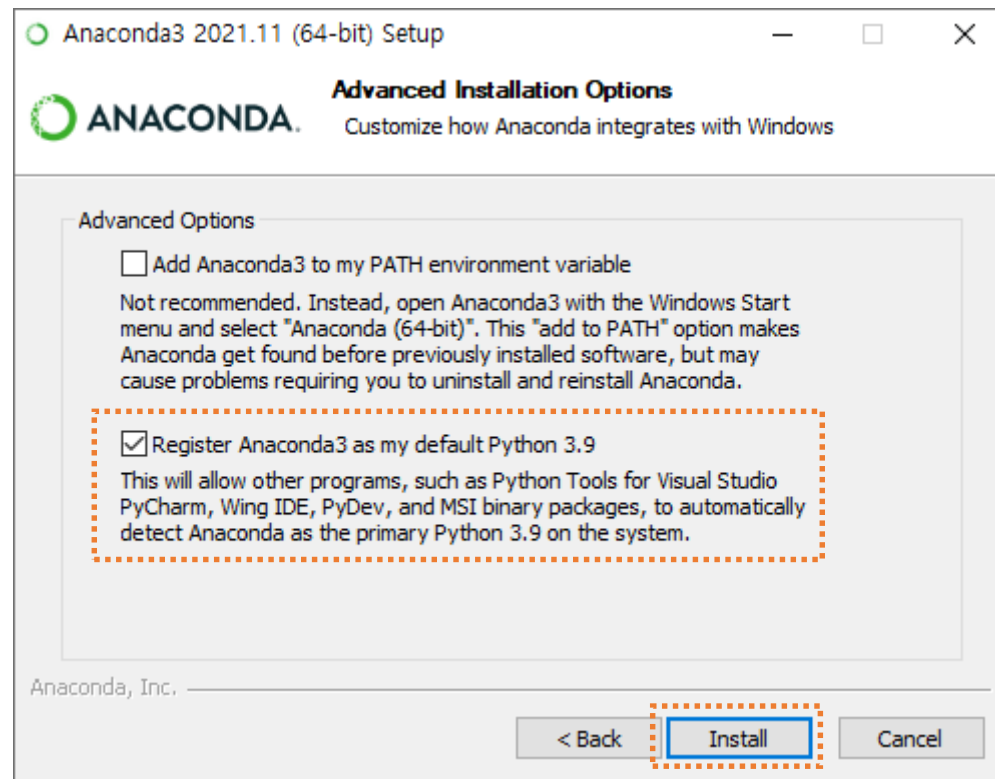 Anaconda3 2021.11 (64-bit) Setup
ANACONDA.
Advanced Installation Options
Customize how Anaconda integrates with Windows
Advanced Options
Add Anaconda3 to my PATH environment variable
Not recommended. Instead, open Anaconda3 with the Windows Start
menu and select "Anaconda (64-bit)". This "add to PATH" option makes
Anaconda get found before previously installed software, but may
cause problems requiring you to uninstall and reinstall Anaconda.
Register Anaconda3 as my default Python 3.9
This will allow other programs, such as Python Tools for Visual Studio
PyCharm, Wing IDE, PyDev, and MSI binary packages, to automatically
detect Anaconda as the primary Python 3.9 on the system.
Anaconda, Inc.
< Back Install Cancel